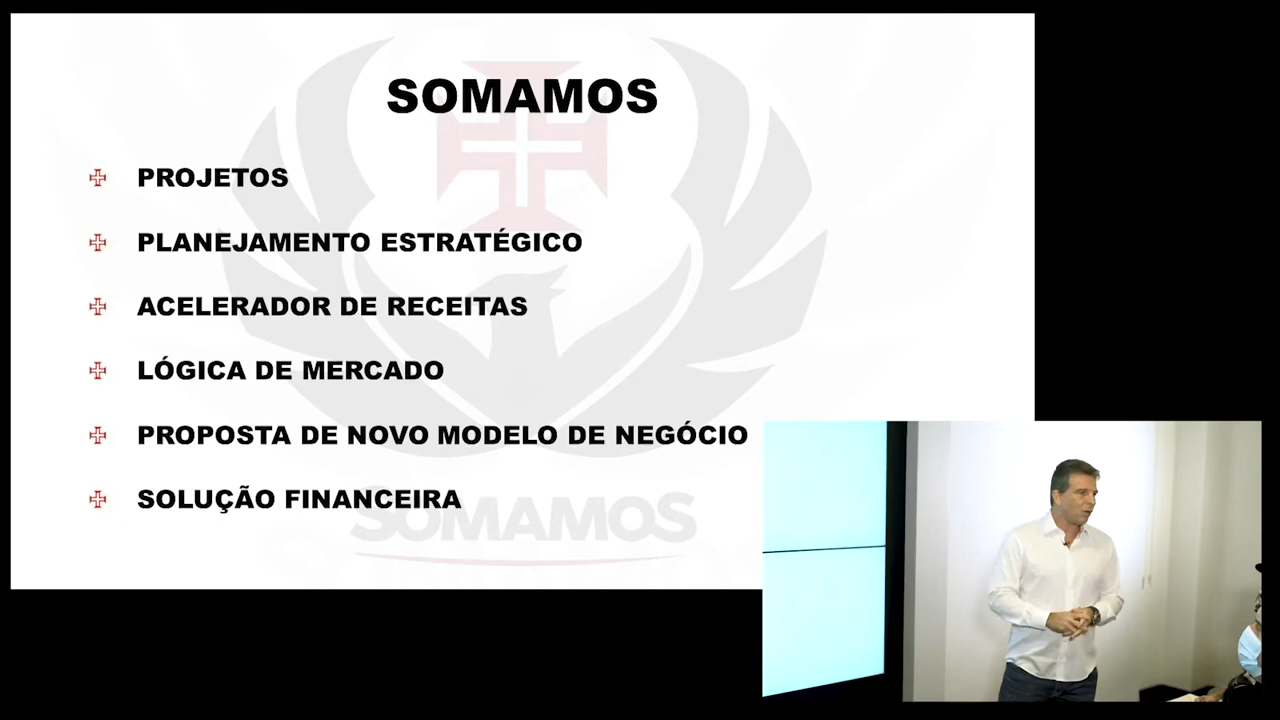 SOMAMOS
PROJETOS
PLANEJAMENTO ESTRATÉGICO
ACELERADOR DE RECEITAS
LÓGICA DE MERCADO
PROPOSTA DE NOVO MODELO DE NEGÓCIO
SOLUÇÃO FINANCEIRA
SOMAMOS